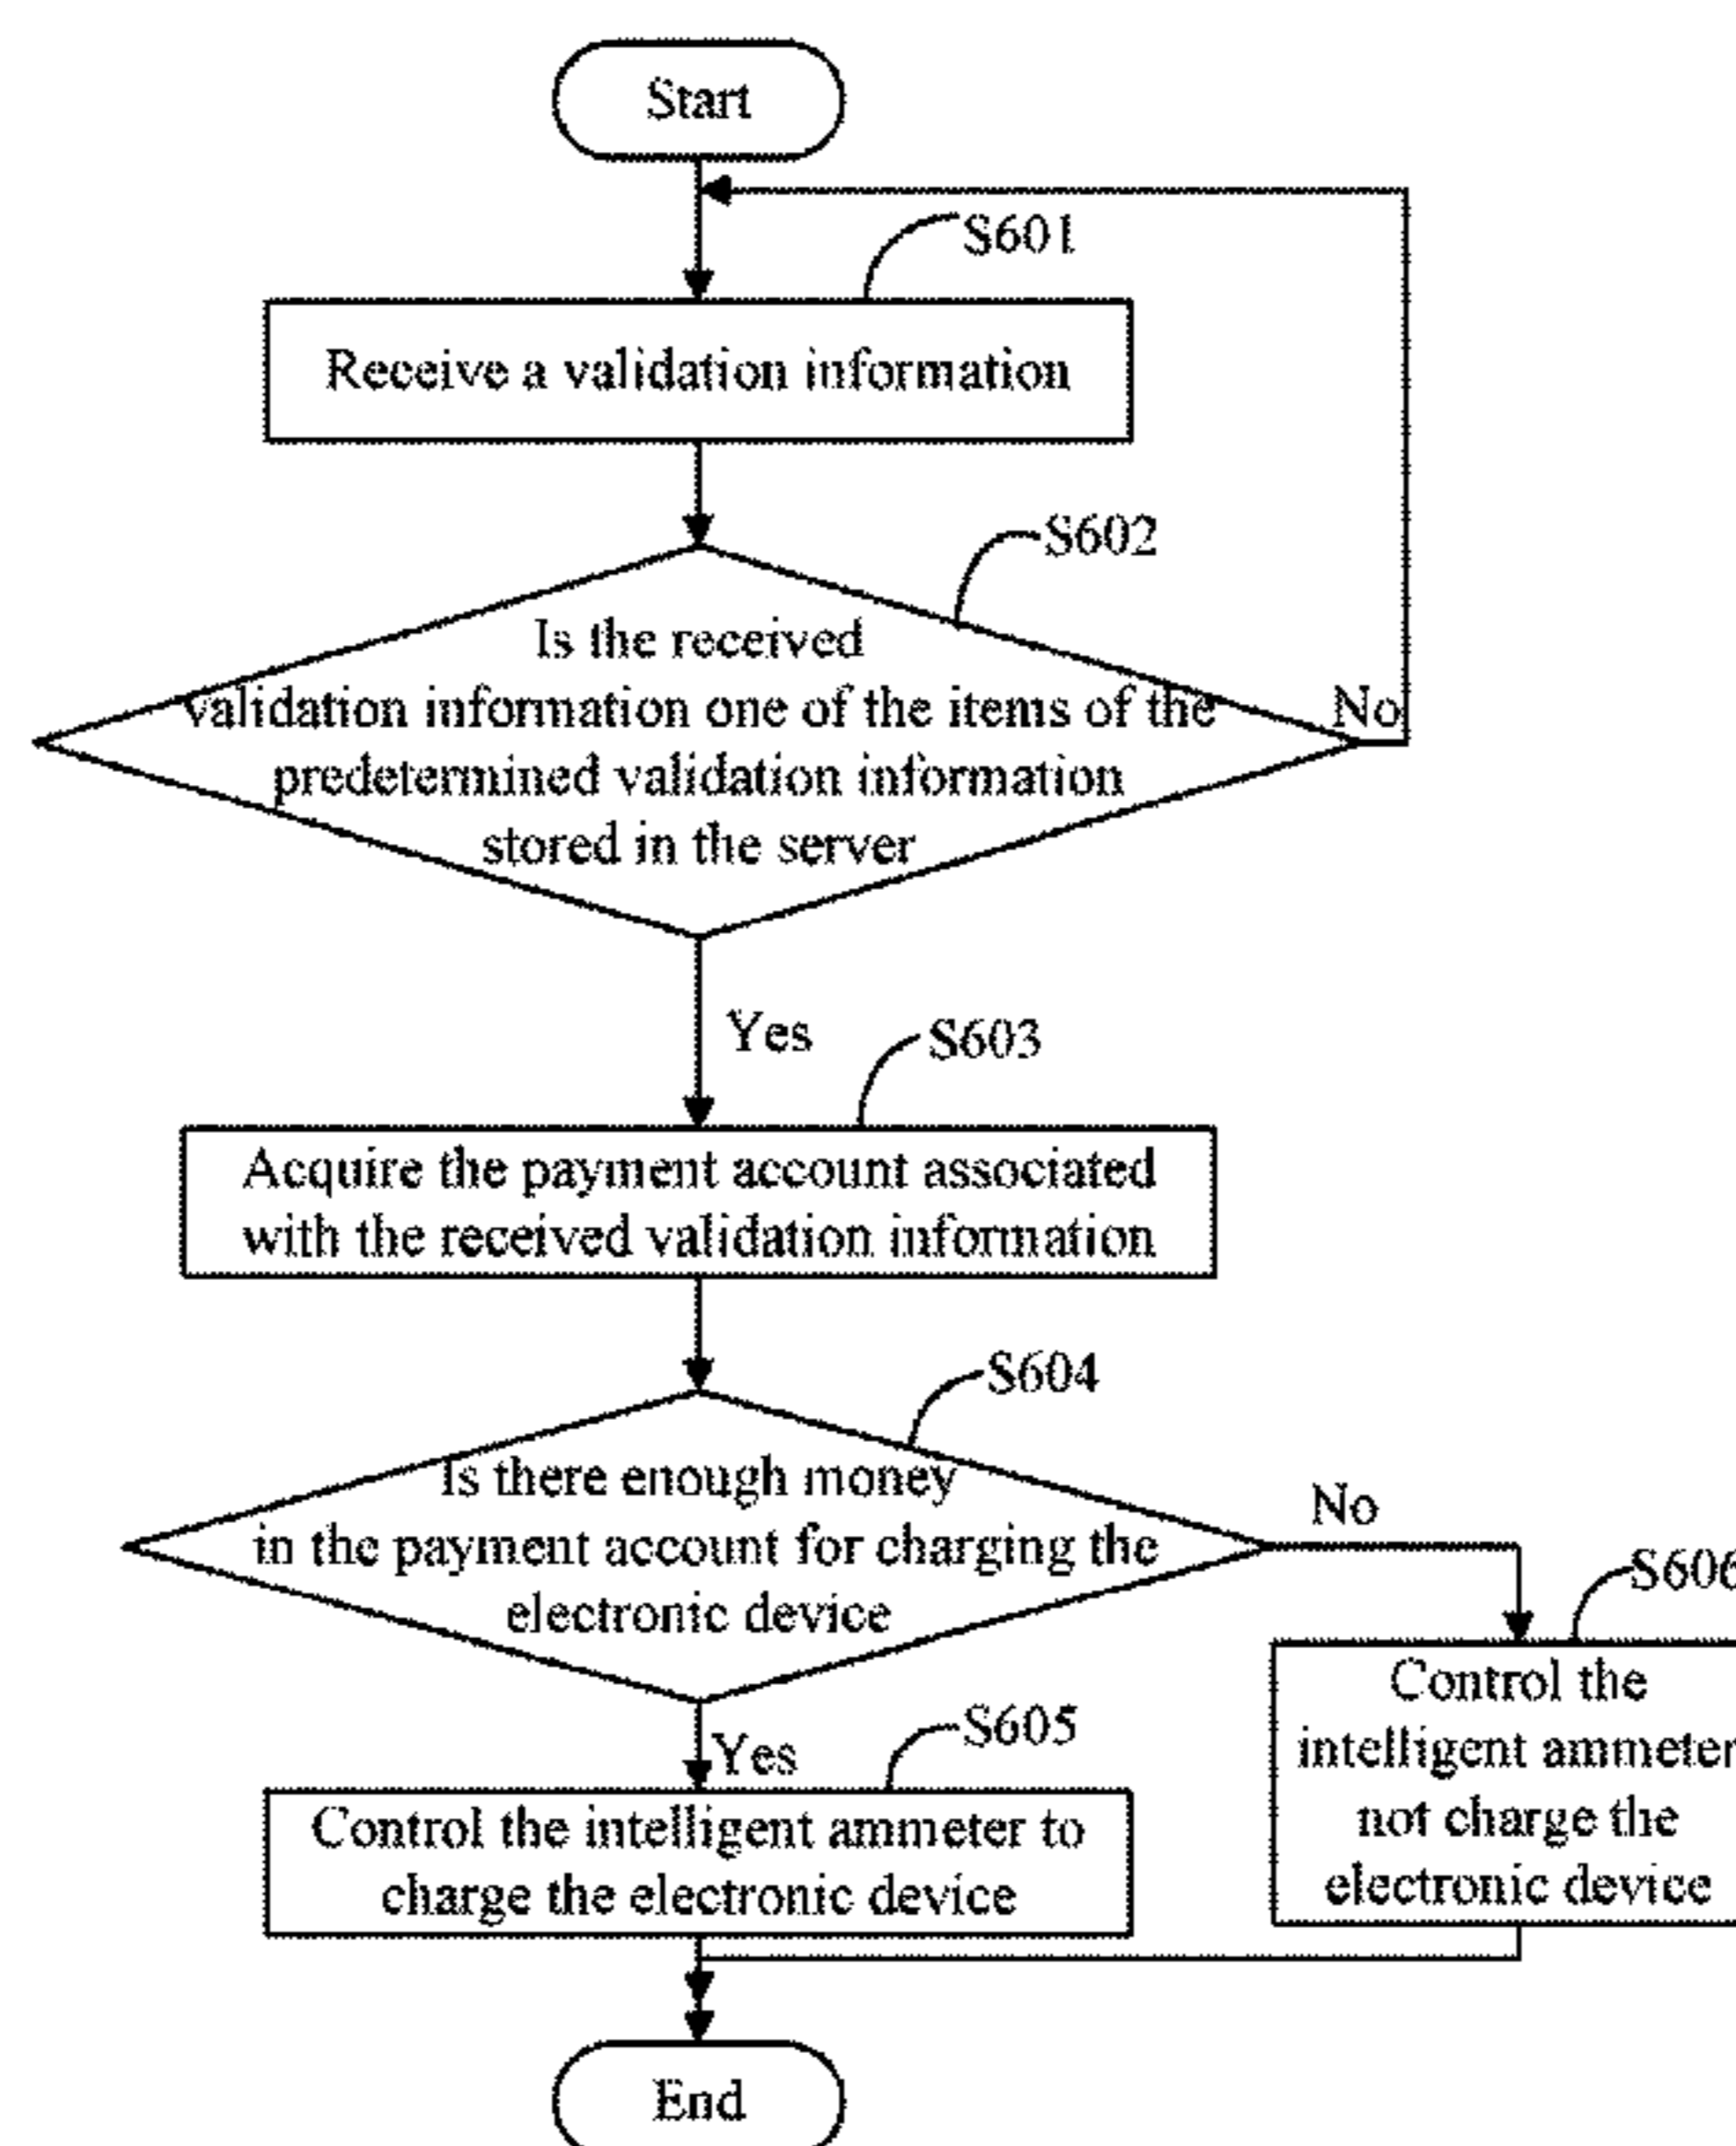 Start
S601
Receive a validation information
S602
Is the received
validation information one of the items of the
predetermined validation information
stored in the server
No
Yes
S603
Acquire the payment account associated
with the received validation information
S604
Is there enough money
in the payment account for charging the
electronic device
No
S606
Control the
intelligent ammeter
not charge the
electronic device
Yes
S605
Control the intelligent ammeter to
charge the electronic device
End